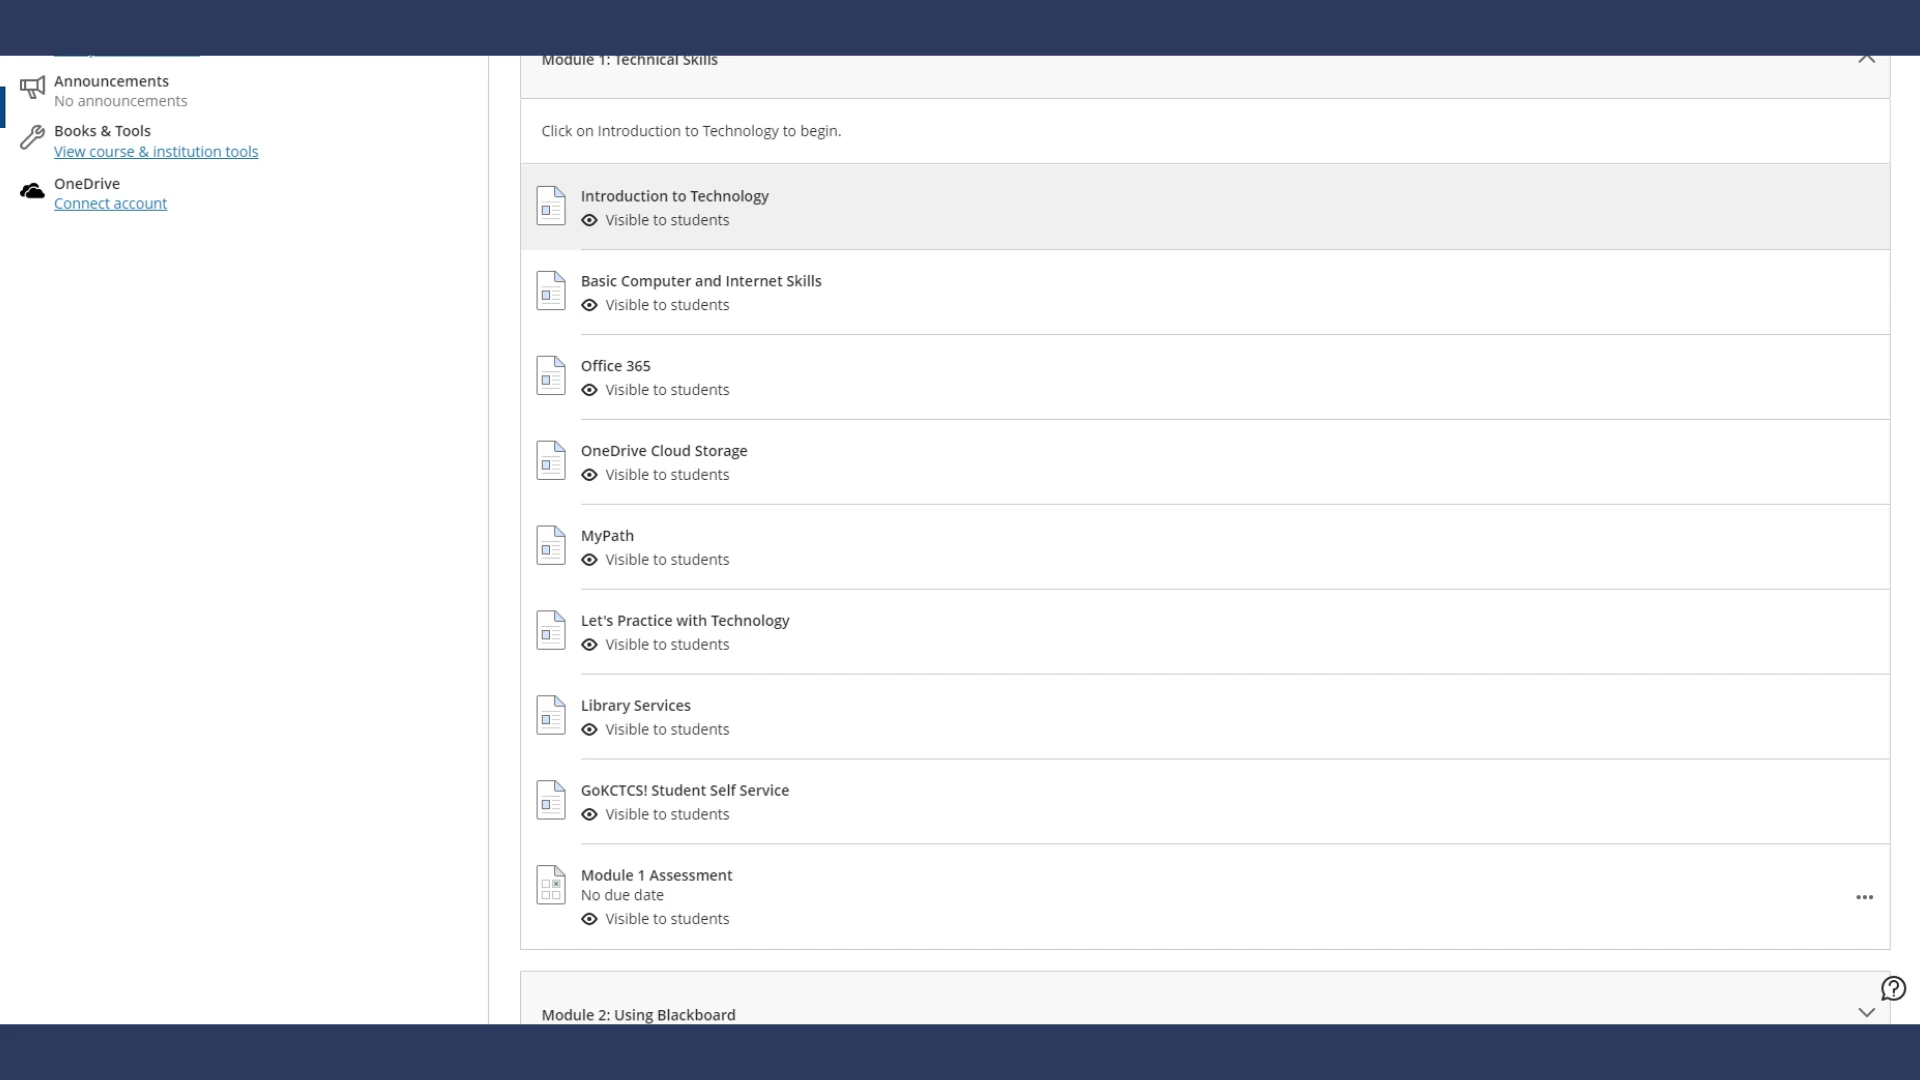 Announcements
No announcements
Books & Tools
View course & institution tools
OneDrive
Connect account
Module 1: Technical Skills
Click on Introduction to Technology to begin.
Introduction to Technology
Visible to students
Basic Computer and Internet Skills
Visible to students
Office 365
Visible to students
OneDrive Cloud Storage
Visible to students
MyPath
Visible to students
Let's Practice with Technology
Visible to students
Library Services
Visible to students
GoKCTCS! Student Self Service
Visible to students
Module 1 Assessment
No due date
Visible to students
Module 2: Using Blackboard